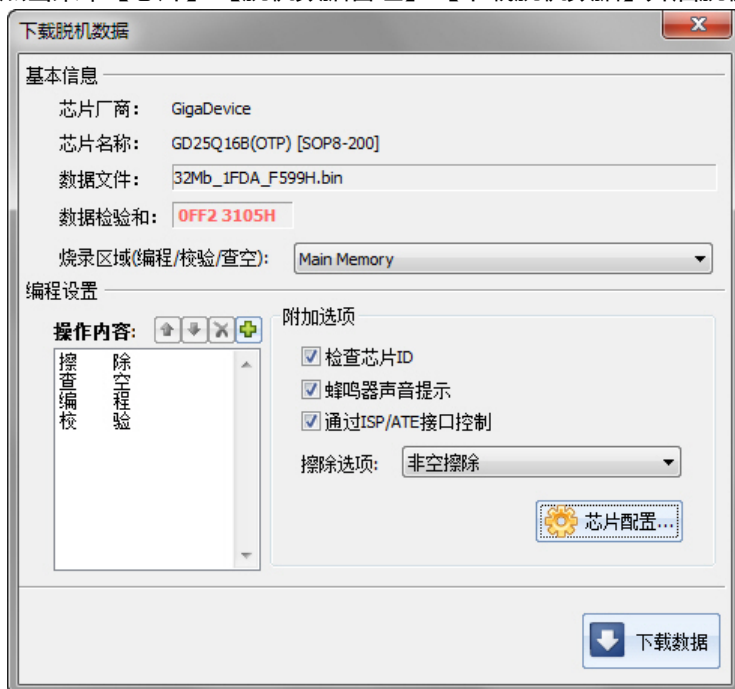 下载脱机数据
基本信息
芯片厂商: GigaDevice
芯片名称: GD25Q16B(OTP) [SOP8-200]
数据文件: 32Mb_1FDA_F599H.bin
数据检验和: 0FF2 3105H
烧录区域(编程/校验/查空): Main Memory
编程设置
操作内容:
擦 除
查 空
编 程
校 验
附加选项
检查芯片ID
蜂鸣器声音提示
通过ISP/ATE接口控制
擦除选项: 非空擦除
芯片配置...
下载数据